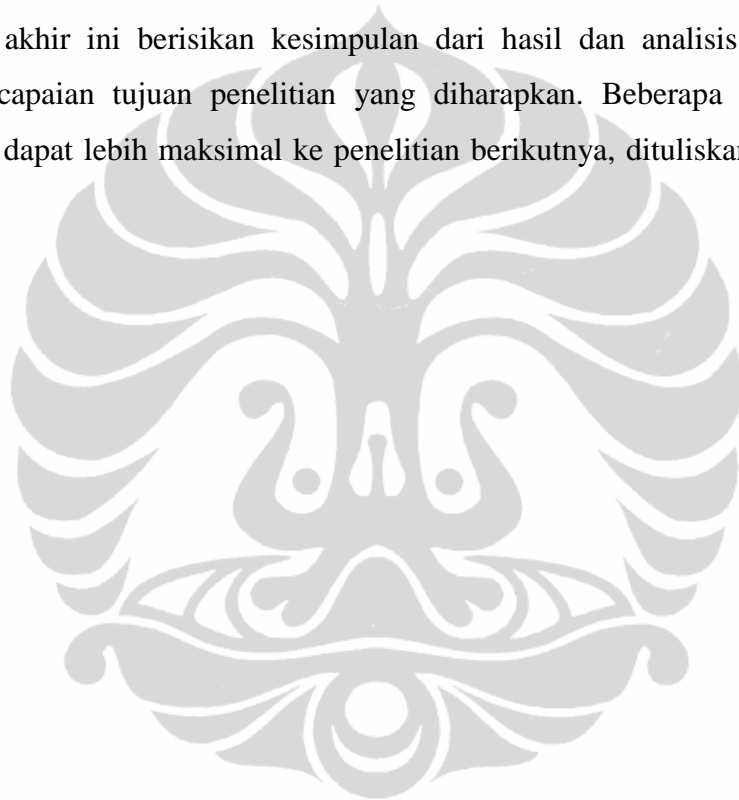 akhir ini berisikan kesimpulan dari hasil dan analisis
capaian tujuan penelitian yang diharapkan. Beberapa
dapat lebih maksimal ke penelitian berikutnya, dituliskan